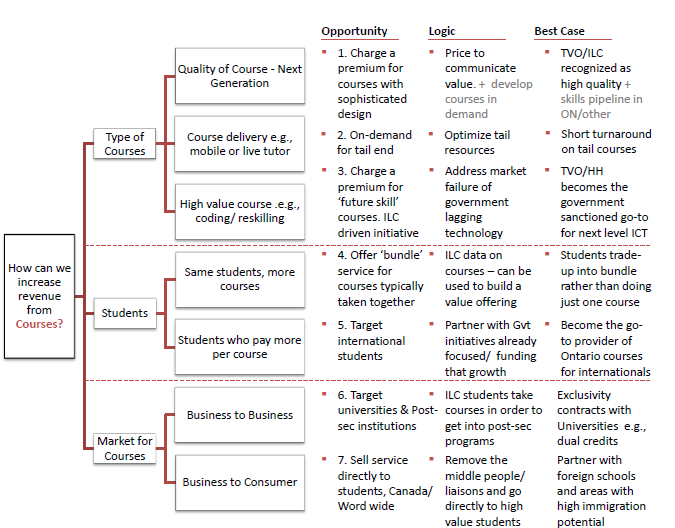 Opportunity
Logic
Best Case
How can we
increase
revenue
from
Courses?
Type of
Courses
Quality of Course - Next
Generation
1. Charge a
premium for
courses with
sophisticated
design
Price to
communicate
value. + develop
courses in
demand
TVO/ILC
recognized as
high quality +
skills pipeline in
ON/other
Course delivery e.g.,
mobile or live tutor
2. On-demand
for tail end
Optimize tail
resources
Short turnaround
on tail courses
High value course .e.g.,
coding/ reskilling
3. Charge a
premium for
‘future skill’
courses. ILC
driven initiative
Address market
failure of
government
lagging
technology
TVO/HH
becomes the
government
sanctioned go-to
for next level ICT
Students
Same students, more
courses
4. Offer ‘bundle’
service for
courses typically
taken together
ILC data on
courses – can be
used to build a
value offering
Students trade-
up into bundle
rather than doing
just one course
Students who pay more
per course
5. Target
international
students
Partner with Gvt
initiatives already
focused/ funding
that growth
Become the go-
to provider of
Ontario courses
for internationals
Market for
Courses
Business to Business
6. Target
universities & Post-
sec institutions
ILC students take
courses in order to
get into post-sec
programs
Exclusivity
contracts with
Universities e.g.,
dual credits
Business to Consumer
7. Sell service
directly to
students, Canada/
Word wide
Remove the
middle people/
liaisons and go
directly to high
value students
Partner with
foreign schools
and areas with
high immigration
potential